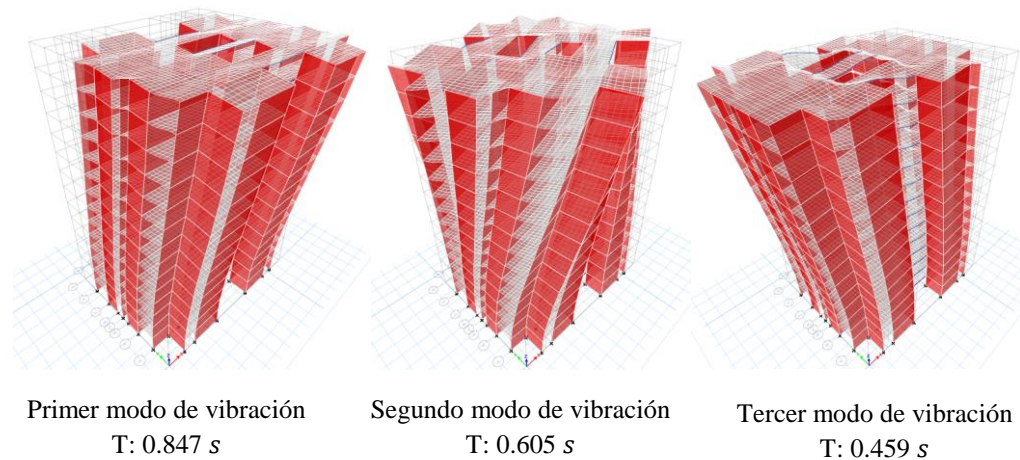 Primer modo de vibración
T: 0.847 s
Segundo modo de vibración
T: 0.605 s
Tercer modo de vibración
T: 0.459 s